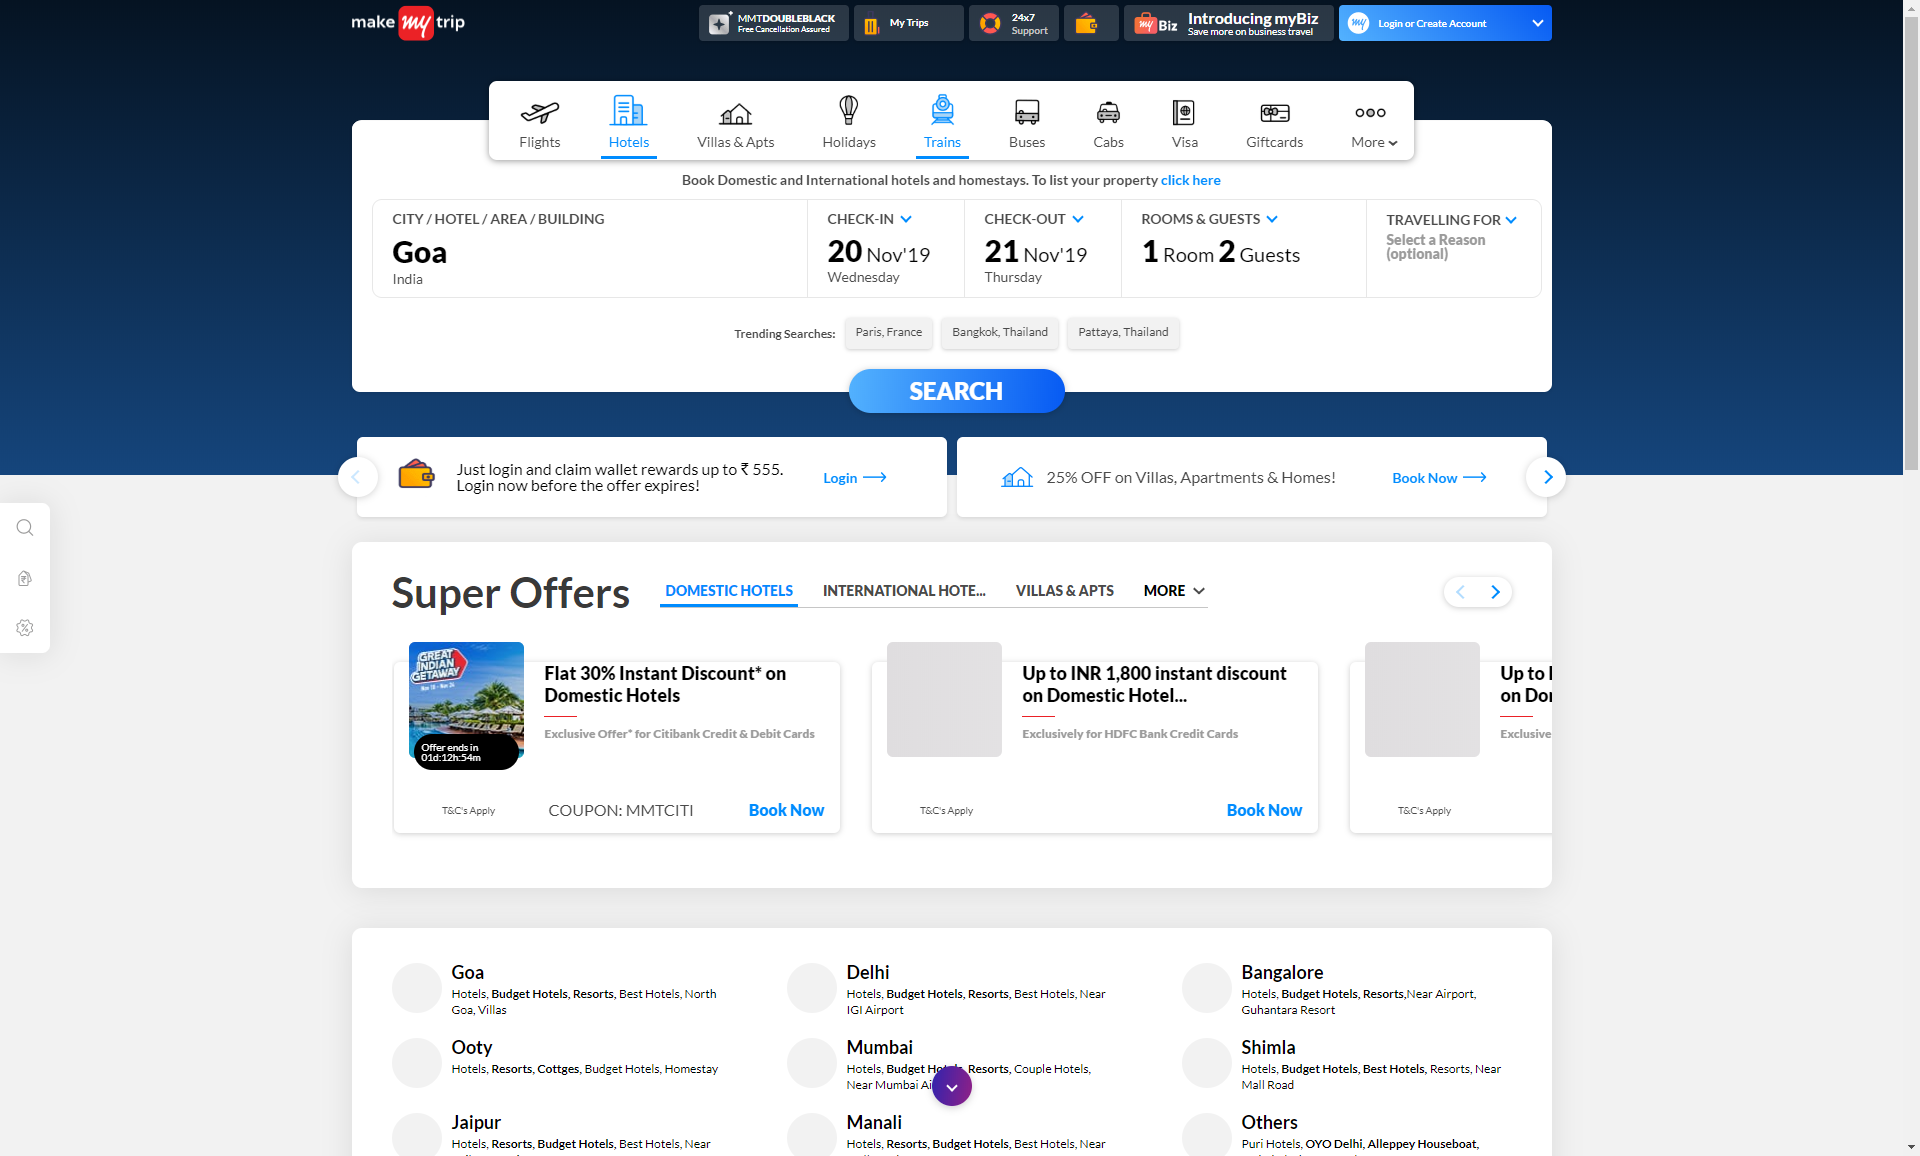 make my trip
MMTDOUBLEBLACK
Free Cancellation Assured
My Trips
24x7
Support
my Biz
Introducing myBiz
Save more on business travel
my
Login or Create Account
Flights
Hotels
Villas & Apts
Holidays
Trains
Buses
Cabs
Visa
Giftcards
More
Book Domestic and International hotels and homestays. To list your property click here
CITY / HOTEL / AREA / BUILDING
Goa
India
CHECK-IN
20 Nov'19
Wednesday
CHECK-OUT
21 Nov'19
Thursday
ROOMS & GUESTS
1 Room 2 Guests
TRAVELLING FOR
Select a Reason
(optional)
Trending Searches:
Paris, France
Bangkok, Thailand
Pattaya, Thailand
SEARCH
Just login and claim wallet rewards up to ₹ 555.
Login now before the offer expires!
Login
25% OFF on Villas, Apartments & Homes!
Book Now
Super Offers
DOMESTIC HOTELS
INTERNATIONAL HOTE...
VILLAS & APTS
MORE
GREAT
INDIAN
GETAWAY
Nov 18 - Nov 24
Offer ends in
01d:12h:54m
Flat 30% Instant Discount* on
Domestic Hotels
Exclusive Offer* for Citibank Credit & Debit Cards
T&C's Apply
COUPON: MMTCITI
Book Now
Up to INR 1,800 instant discount
on Domestic Hotel...
Exclusively for HDFC Bank Credit Cards
T&C's Apply
Book Now
Up to
on Do
Exclusive
T&C's Apply
Goa
Hotels, Budget Hotels, Resorts, Best Hotels, North
Goa, Villas
Delhi
Hotels, Budget Hotels, Resorts, Best Hotels, Near
IGI Airport
Bangalore
Hotels, Budget Hotels, Resorts,Near Airport,
Guhantara Resort
Ooty
Hotels, Resorts, Cottges, Budget Hotels, Homestay
Mumbai
Hotels, Budget Hotels, Resorts, Couple Hotels,
Near Mumbai Ai
Shimla
Hotels, Budget Hotels, Best Hotels, Resorts, Near
Mall Road
Jaipur
Hotels, Resorts, Budget Hotels, Best Hotels, Near
Manali
Hotels, Resorts, Budget Hotels, Best Hotels, Near
Others
Puri Hotels, OYO Delhi, Alleppey Houseboat,